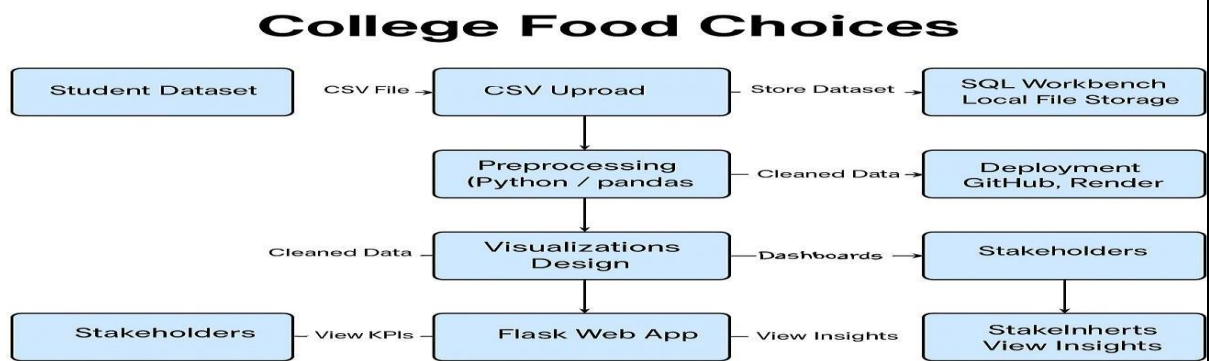 College Food Choices
Student Dataset
CSV File
CSV Uproad
Store Dataset
SQL Workbench
Local File Storage
Preprocessing
(Python / pandas
Cleaned Data
Deployment
GitHub, Render
Cleaned Data
Visualizations
Design
Dashboards
Stakeholders
Stakeholders
View KPIs
Flask Web App
View Insights
StakeInherts
View Insights